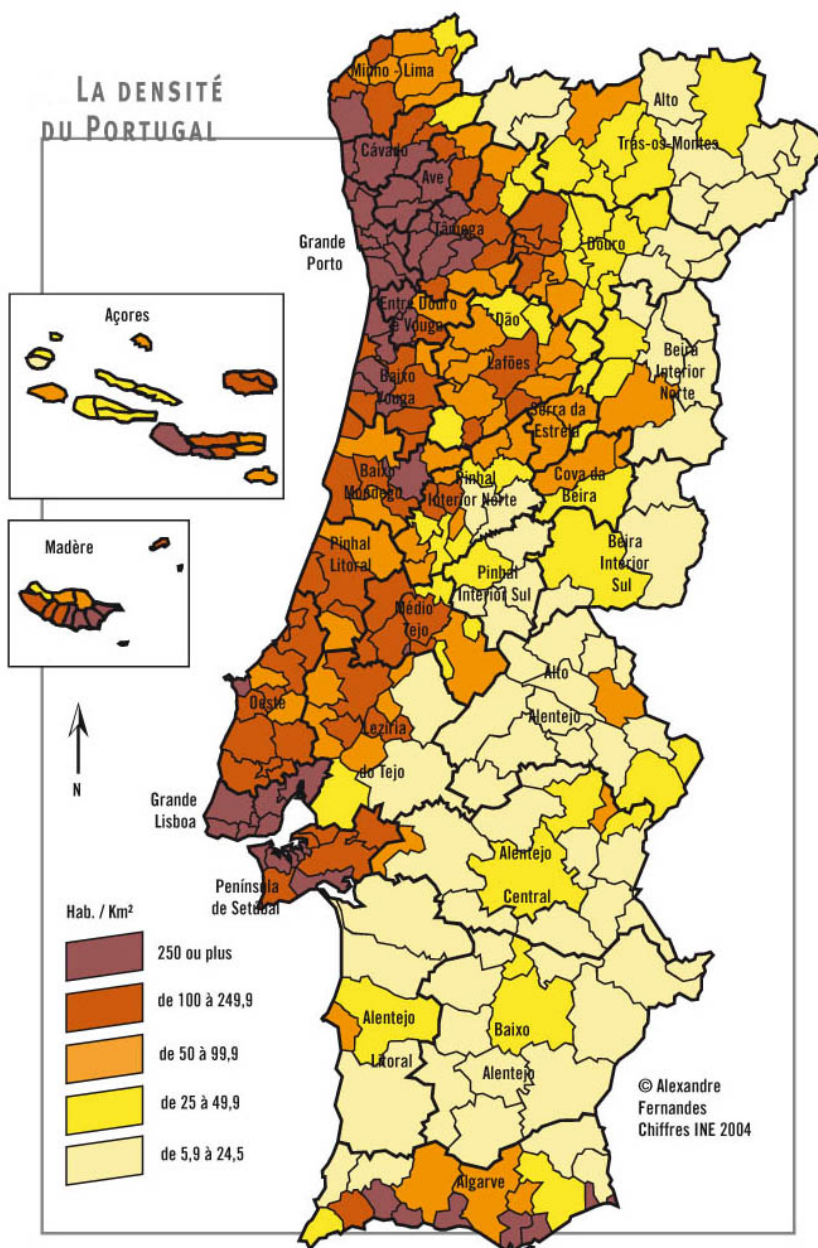 LA DENSITÉ
DU PORTUGAL
Minho - Lima
Alto
Trás-os-Montes
Cávado
Ave
Tâmega
Grande
Porto
Douro
Entre Douro
e Vouga
Dão
Lafões
Açores
Beira
Interior
Norte
Baixo
Vouga
Serra da
Estrela
Baixo
Mondego
Pinhal
Interior Norte
Cova da
Beira
Madère
Pinhal
Litoral
Beira
Interior
Sul
Pinhal
Interior Sul
Médio
Tejo
Alto
Alentejo
Oeste
Lezíria
do Tejo
N
Grande
Lisboa
Alentejo
Central
Península
de Setubal
Hab. / Km²
250 ou plus
de 100 à 249,9
de 50 à 99,9
de 25 à 49,9
de 5,9 à 24,5
Alentejo
Litoral
Baixo
Alentejo
© Alexandre
Fernandes
Chiffres INE 2004
Algarve